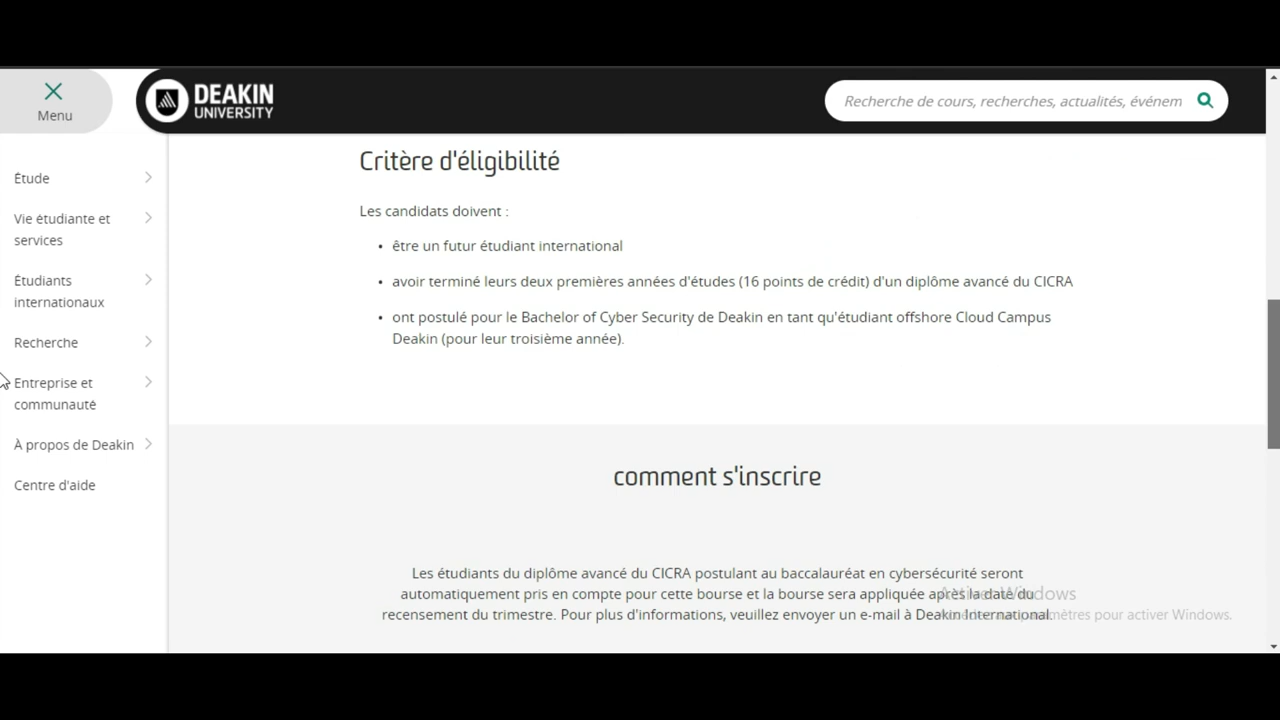 Menu
DEAKIN
UNIVERSITY
Recherche de cours, recherches, actualités, événem
Étude
Vie étudiante et
services
Étudiants
internationaux
Recherche
Entreprise et
communauté
À propos de Deakin
Centre d'aide
Critère d'éligibilité
Les candidats doivent :
• être un futur étudiant international
• avoir terminé leurs deux premières années d'études (16 points de crédit) d'un diplôme avancé du CICRA
• ont postulé pour le Bachelor of Cyber Security de Deakin en tant qu'étudiant offshore Cloud Campus
Deakin (pour leur troisième année).
comment s'inscrire
Les étudiants du diplôme avancé du CICRA postulant au baccalauréat en cybersécurité seront
automatiquement pris en compte pour cette bourse et la bourse sera appliquée après la date du
recensement du trimestre. Pour plus d'informations, veuillez envoyer un e-mail à Deakin International.
Activer Windows
paramètres pour activer Windows.